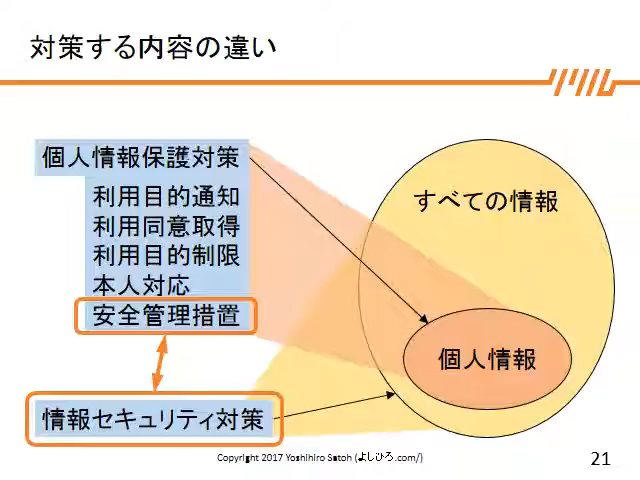 対策する内容の違い
個人情報保護対策
利用目的通知
利用同意取得
利用目的制限
本人対応
安全管理措置
情報セキュリティ対策
すべての情報
個人情報
Copyright 2017 Yoshihiro Satoh (よしひろ.com/)
21